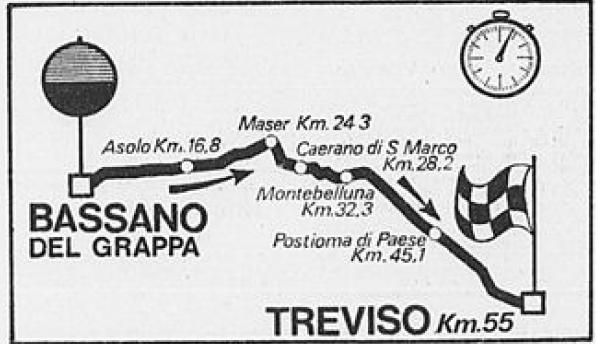 Maser Km. 24.3
Asolo Km. 16,8
Caerano di S Marco
Km. 28,2
Montebelluna
Km. 32.3
BASSANO
DEL GRAPPA
Postioma di Paese
Km. 45,1
TREVISO Km. 55